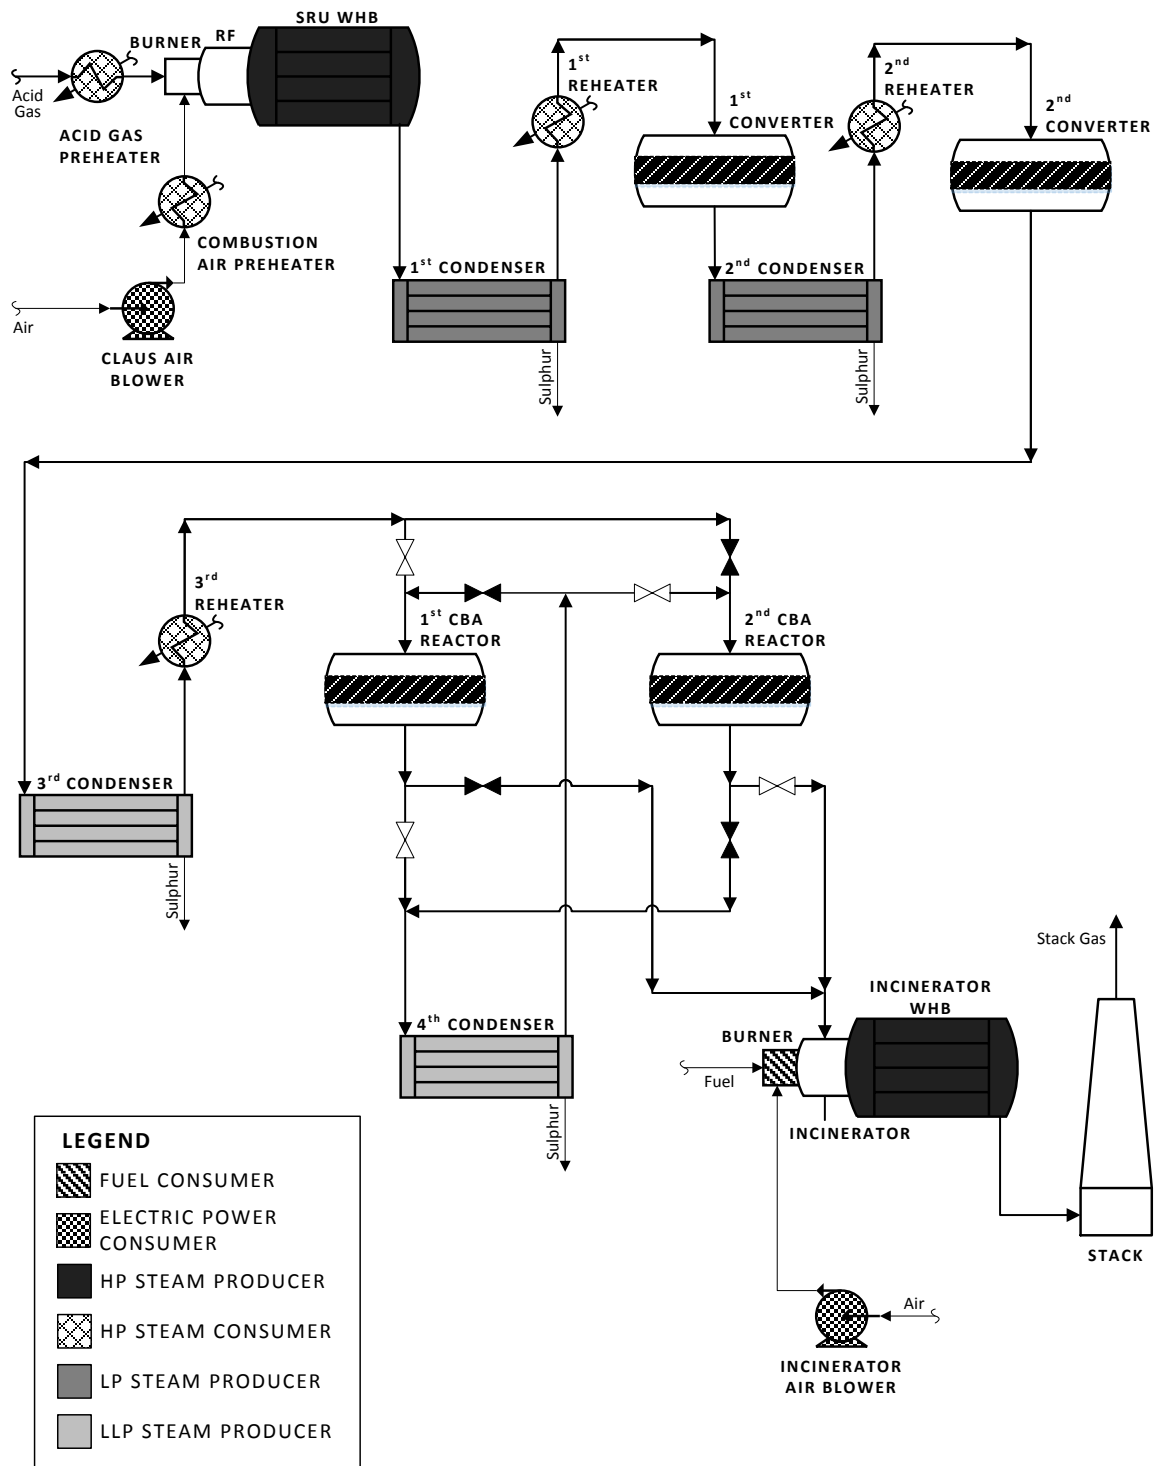 SRU WHB
BURNER
RF
Acid
Gas
ACID GAS
PREHEATER
COMBUSTION
AIR PREHEATER
Air
CLAUS AIR
BLOWER
1st
REHEATER
1st
CONVERTER
2nd
REHEATER
2nd
CONVERTER
1st CONDENSER
2nd CONDENSER
Sulphur
Sulphur
3rd
REHEATER
1st CBA
REACTOR
2nd CBA
REACTOR
3rd CONDENSER
Sulphur
4th CONDENSER
Sulphur
Stack Gas
INCINERATOR
WHB
BURNER
Fuel
INCINERATOR
STACK
Air
INCINERATOR
AIR BLOWER
LEGEND
FUEL CONSUMER
ELECTRIC POWER
CONSUMER
HP STEAM PRODUCER
HP STEAM CONSUMER
LP STEAM PRODUCER
LLP STEAM PRODUCER